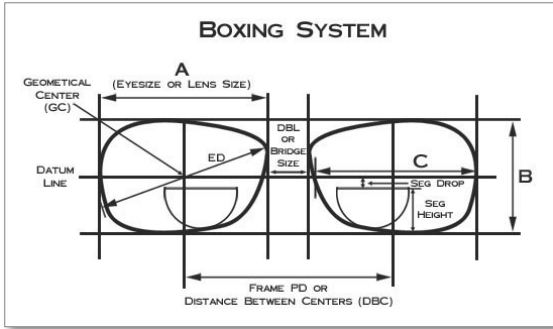 BOXING SYSTEM
GEOMETICAL
CENTER
(GC)
A
(EYESIZE OR LENS SIZE)
DBL
OR
BRIDGE
SIZE
ED
C
B
DATUM
LINE
SEG DROP
SEG
HEIGHT
FRAME PD OR
DISTANCE BETWEEN CENTERS (DBC)